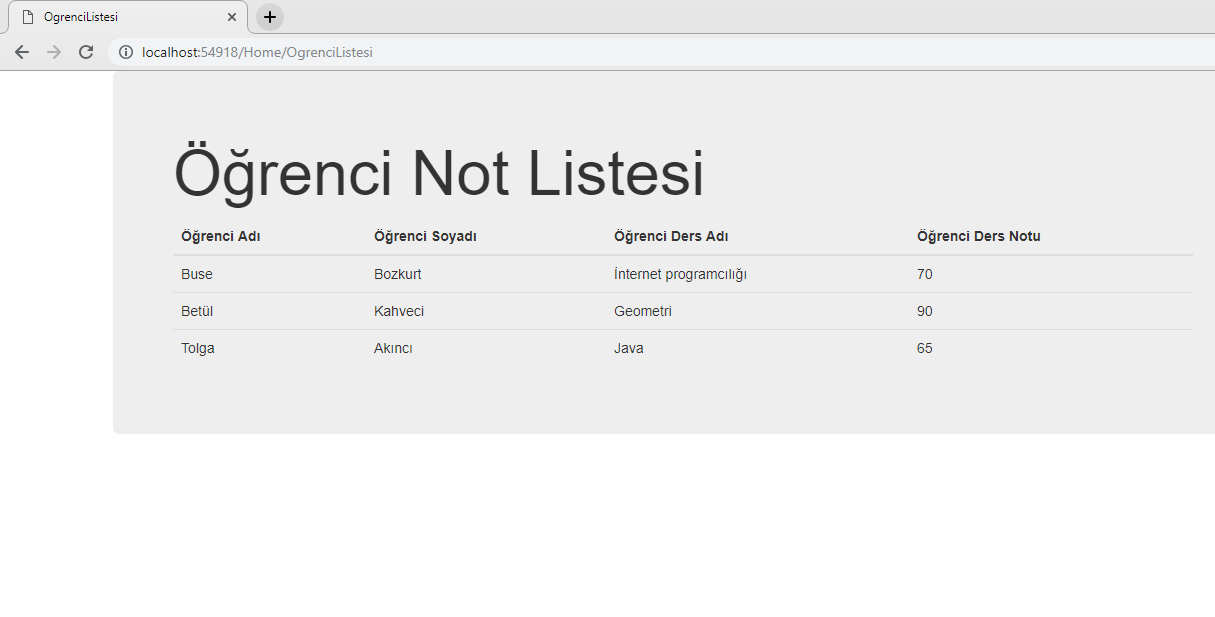 OgrenciListesi
localhost:54918/Home/OgrenciListesi
Öğrenci Not Listesi
Öğrenci Adı Öğrenci Soyadı Öğrenci Ders Adı Öğrenci Ders Notu
Buse Bozkurt İnternet programcılığı 70
Betül Kahveci Geometri 90
Tolga Akıncı Java 65